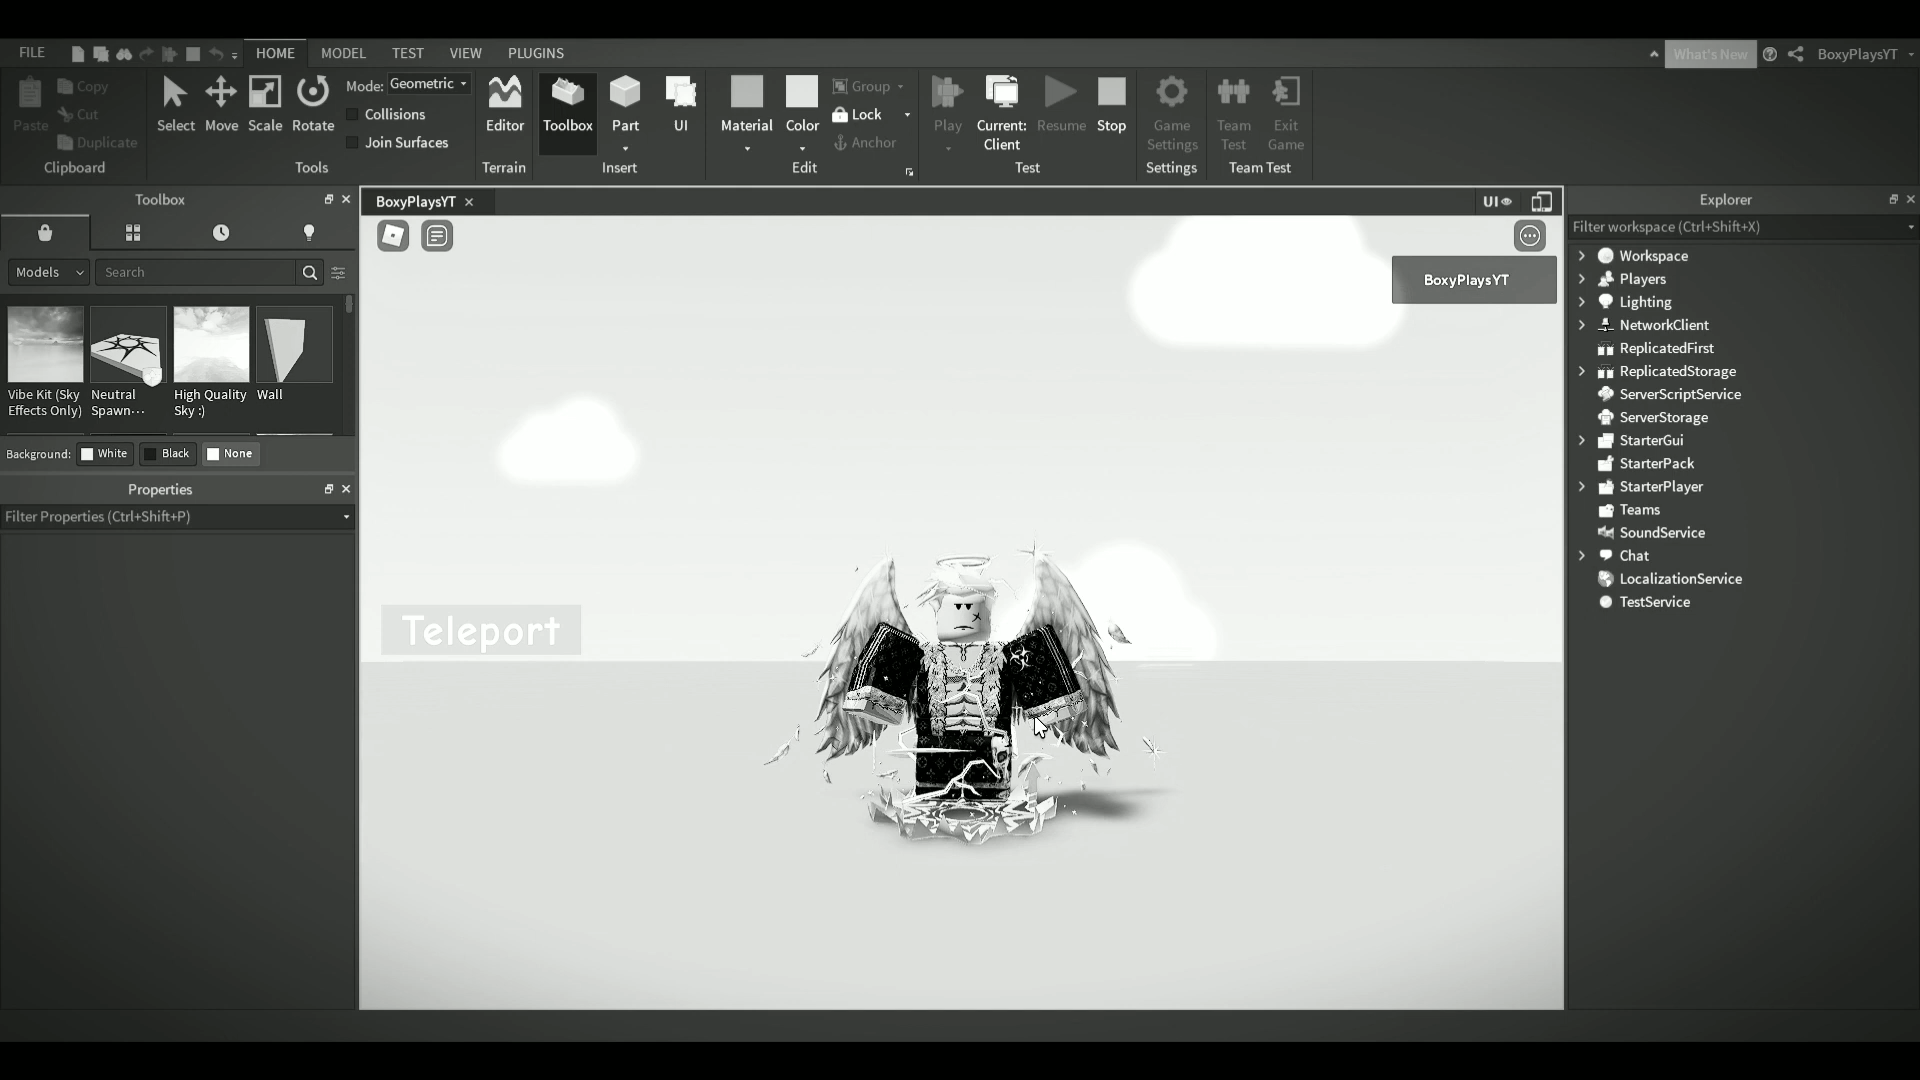 FILE
HOME
MODEL
TEST
VIEW
PLUGINS
What's New
BoxyPlaysYT
Paste
Copy
Cut
Duplicate
Clipboard
Select
Move
Scale
Rotate
Mode: Geometric
Collisions
Join Surfaces
Tools
Editor
Terrain
Toolbox
Part
UI
Insert
Material
Color
Group
Lock
Anchor
Edit
Play
Current:
Client
Resume
Stop
Test
Game
Settings
Settings
Team
Test
Exit
Game
Team Test
Toolbox
Models
Search
Vibe Kit (Sky
Effects Only)
Neutral
Spawn...
High Quality
Sky :)
Wall
Background:
White
Black
None
Properties
Filter Properties (Ctrl+Shift+P)
BoxyPlaysYT
UI
BoxyPlaysYT
Teleport
Explorer
Filter workspace (Ctrl+Shift+X)
Workspace
Players
Lighting
NetworkClient
ReplicatedFirst
ReplicatedStorage
ServerScriptService
ServerStorage
StarterGui
StarterPack
StarterPlayer
Teams
SoundService
Chat
LocalizationService
TestService